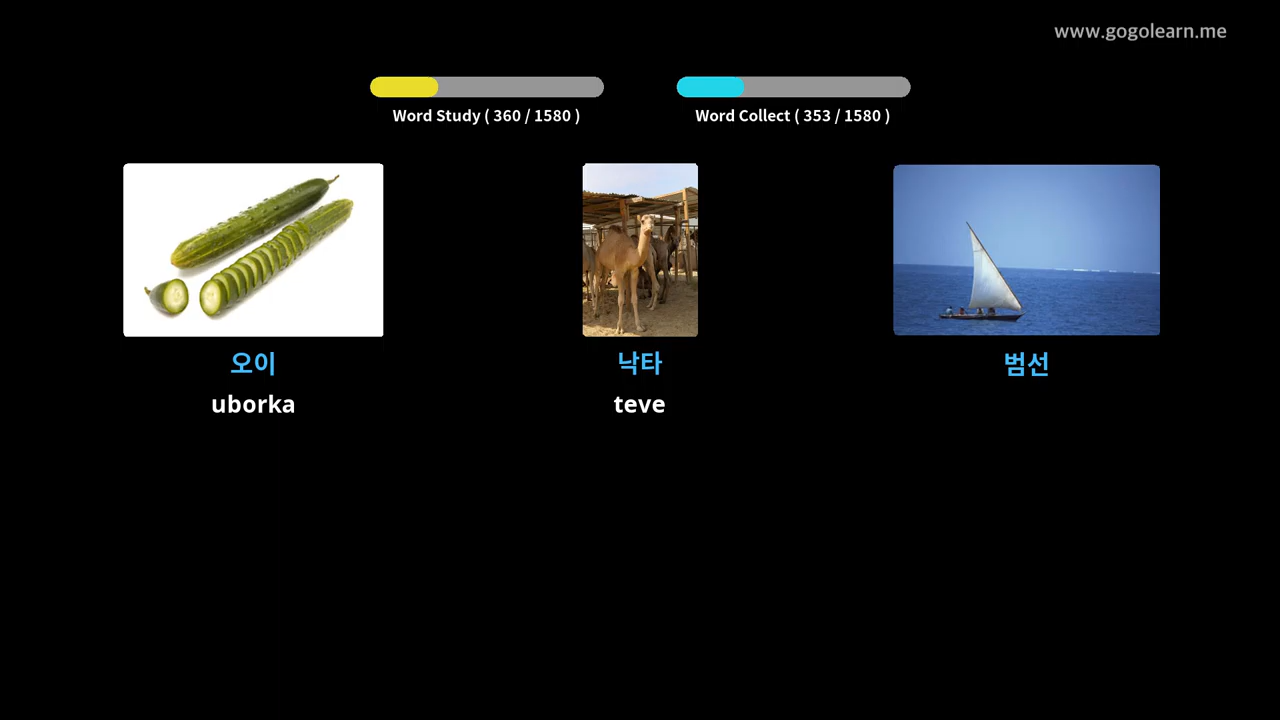 www.gogolearn.me
Word Study ( 360 / 1580 )
Word Collect ( 353 / 1580 )
오이
낙타
범선
uborka
teve